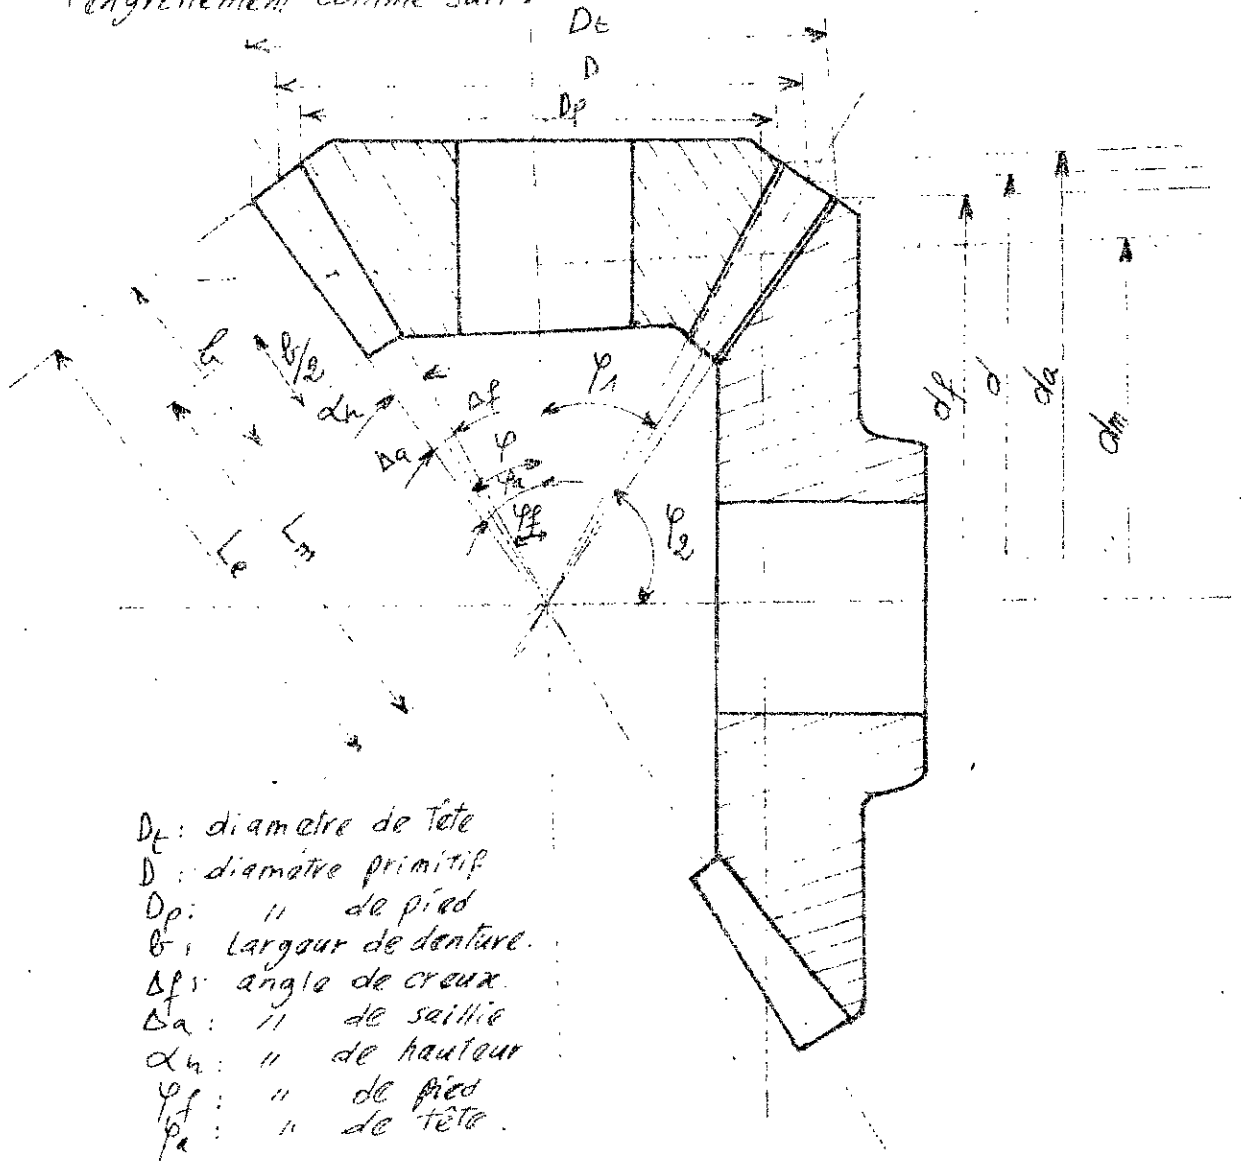 l'engrènement comme suit :
Dt
D
Dp
b
b/2
αh
Δf
φ1
Δa
φ
φa
φf
φ2
Le
Lm
df
d
da
dm
Dt : diamètre de tête
D : diamètre primitif
Dp : " de pied
b : Largeur de denture.
Δf : angle de creux.
Δa : " de saillie
αh : " de hauteur
φf : " de pied
φa : " de tête.